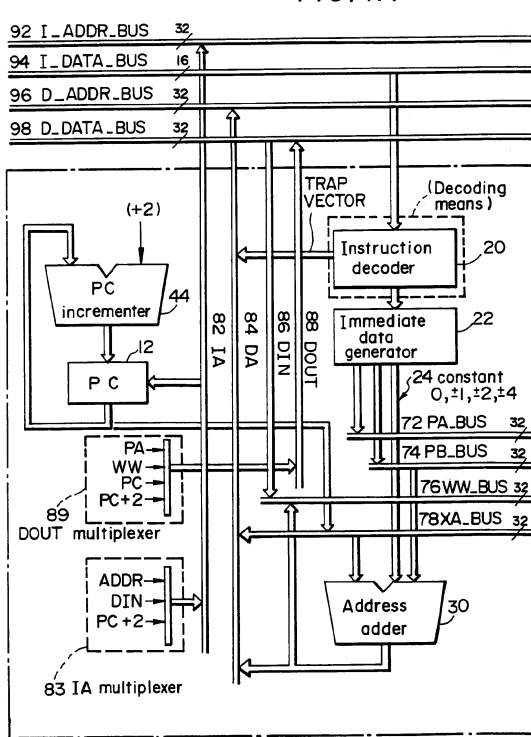 92 I_ADDR_BUS 32
94 I_DATA_BUS 16
96 D_ADDR_BUS 32
98 D_DATA_BUS 32
TRAP
VECTOR
(Decoding
means)
(+2)
Instruction
decoder
20
PC
incrementer
44
82 IA
84 DA
86 DIN
88 DOUT
Immediate
data
generator
22
12
PC
24 constant
0,±1,±2,±4
72 PA_BUS 32
74 PB_BUS 32
76 WW_BUS 32
78 XA_BUS 32
PA
WW
PC
PC+2
89
DOUT multiplexer
ADDR
DIN
PC+2
83 IA multiplexer
Address
adder
30